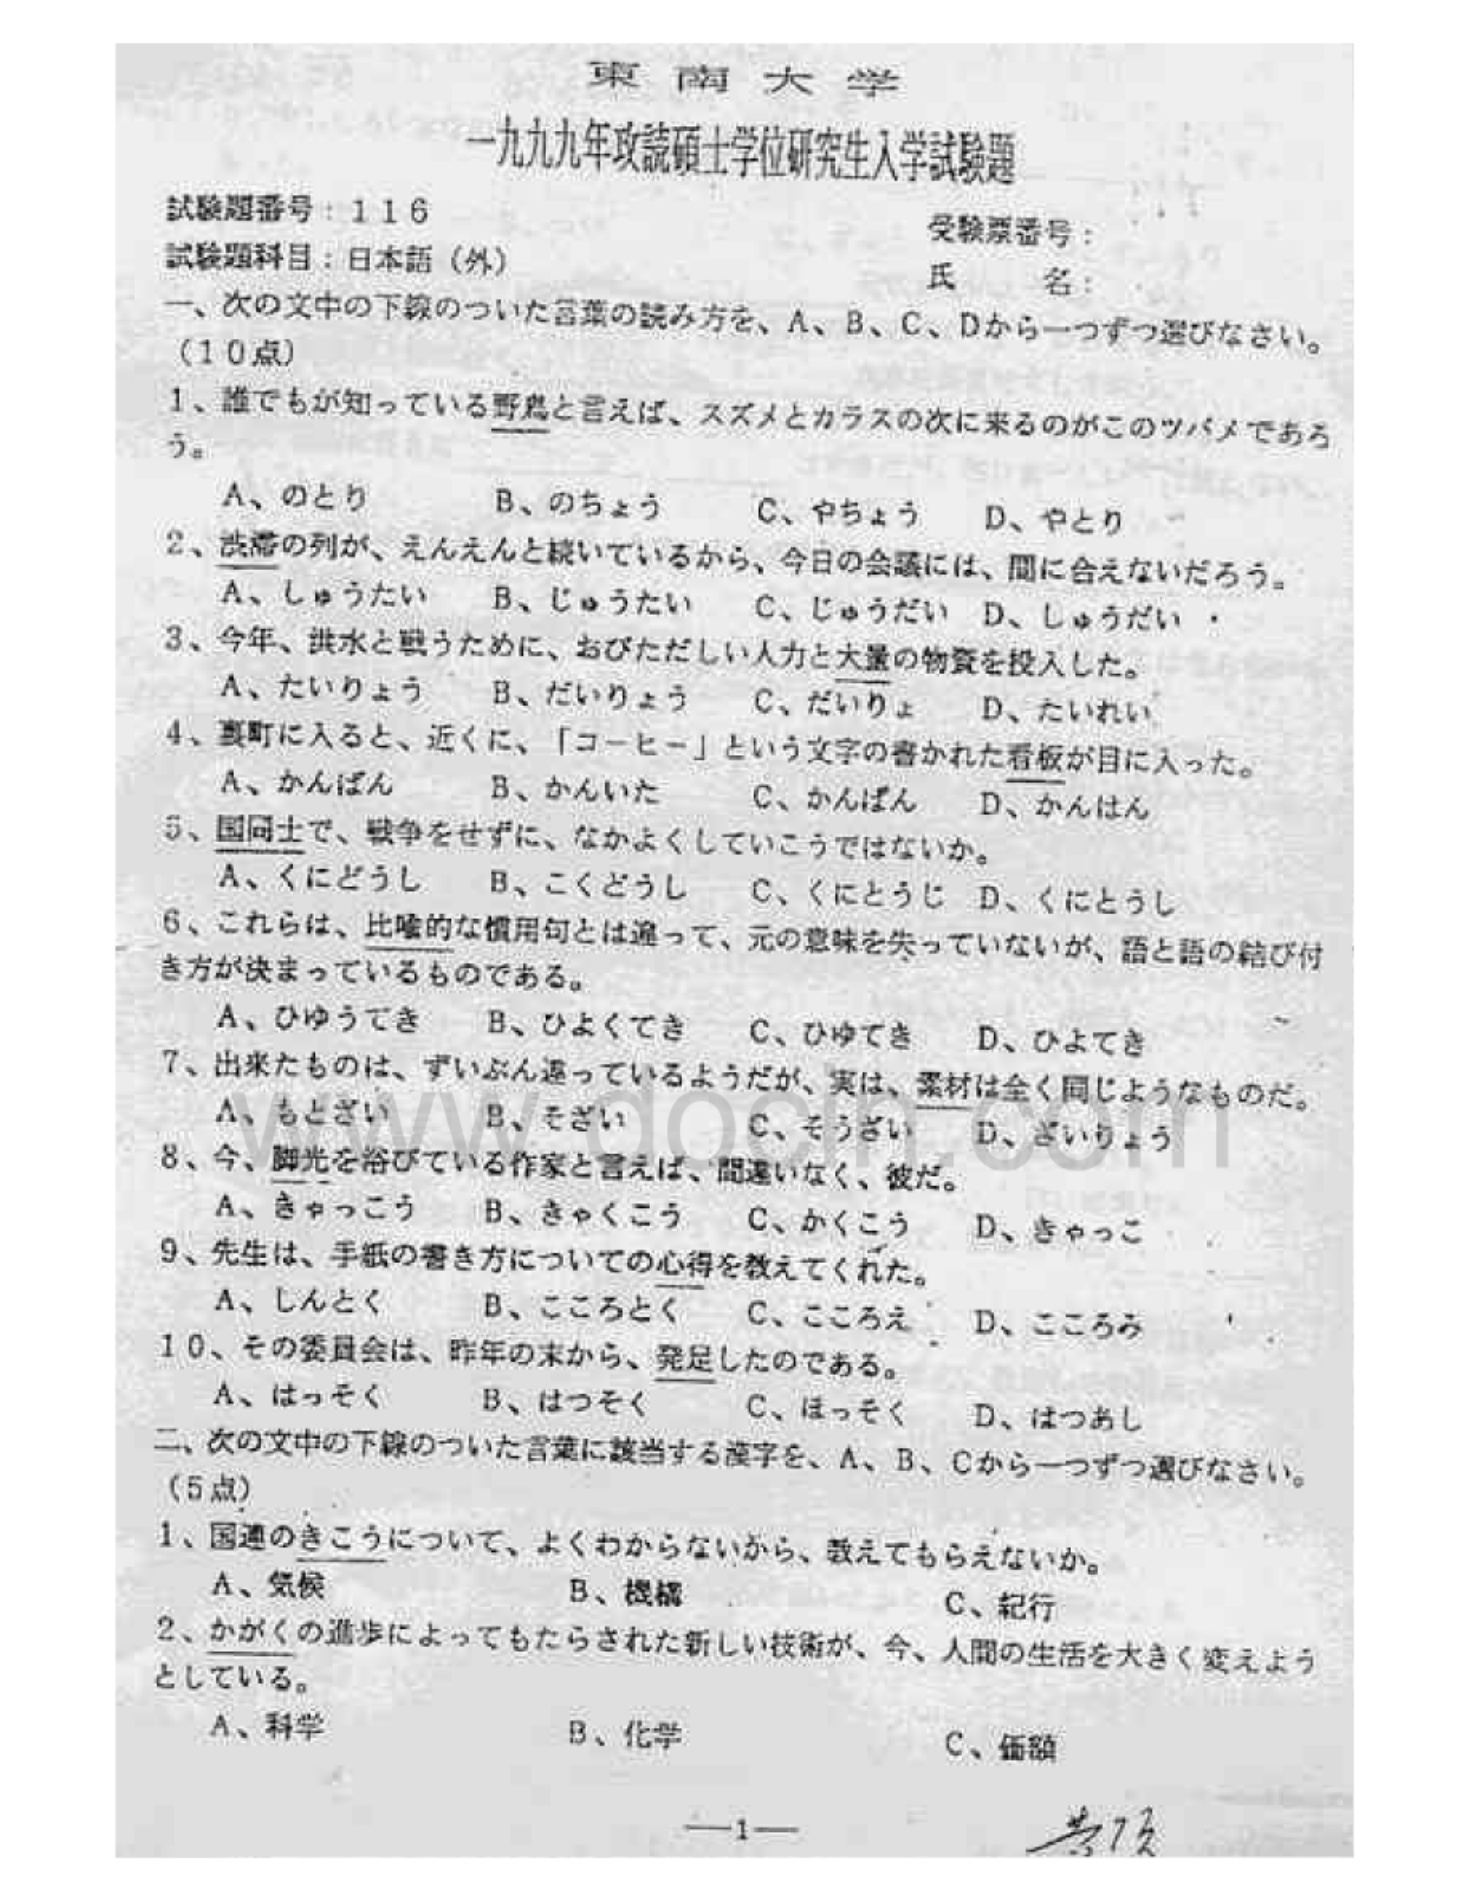 東南大学
一九九九年攻読碩士学位研究生入学試験題
試験題番号：１１６
受験票番号：
試験題科目：日本語（外）
氏　名：
一、次の文中の下線のついた言葉の読み方を、A、B、C、Dから一つずつ選びなさい。
（１０点）
１、誰でもが知っている野鳥と言えば、スズメとカラスの次に来るのがこのツバメであろ
う。
A、のとり　B、のちょう　C、やちょう　D、やとり
２、渋滞の列が、えんえんと続いているから、今日の会議には、間に合えないだろう。
A、しゅうたい　B、じゅうたい　C、じゅうだい　D、しゅうだい
３、今年、洪水と戦うために、おびただしい人力と大量の物資を投入した。
A、たいりょう　B、だいりょう　C、だいりょ　D、たいれい
４、裏町に入ると、近くに、「コーヒー」という文字の書かれた看板が目に入った。
A、かんばん　B、かんいた　C、かんぱん　D、かんはん
５、国同士で、戦争をせずに、なかよくしていこうではないか。
A、くにどうし　B、こくどうし　C、くにとうじ　D、くにとうし
６、これらは、比喩的な慣用句とは違って、元の意味を失っていないが、語と語の結び付
き方が決まっているものである。
A、ひゆうてき　B、ひよくてき　C、ひゆてき　D、ひよてき
７、出来たものは、ずいぶん違っているようだが、実は、素材は全く同じようなものだ。
A、もとざい　B、そざい　C、そうざい　D、ざいりょう
www.docin.com
８、今、脚光を浴びている作家と言えば、間違いなく、彼だ。
A、きゃっこう　B、きゃくこう　C、かくこう　D、きゃっこ
９、先生は、手紙の書き方についての心得を教えてくれた。
A、しんとく　B、こころとく　C、こころえ　D、こころみ
１０、その委員会は、昨年の末から、発足したのである。
A、はっそく　B、はつそく　C、ほっそく　D、はつあし
二、次の文中の下線のついた言葉に該当する漢字を、A、B、Cから一つずつ選びなさい。
（５点）
１、国連のきこうについて、よくわからないから、教えてもらえないか。
A、気候　B、機構　C、紀行
２、かがくの進歩によってもたらされた新しい技術が、今、人間の生活を大きく変えよう
としている。
A、科学　B、化学　C、価額
—1—